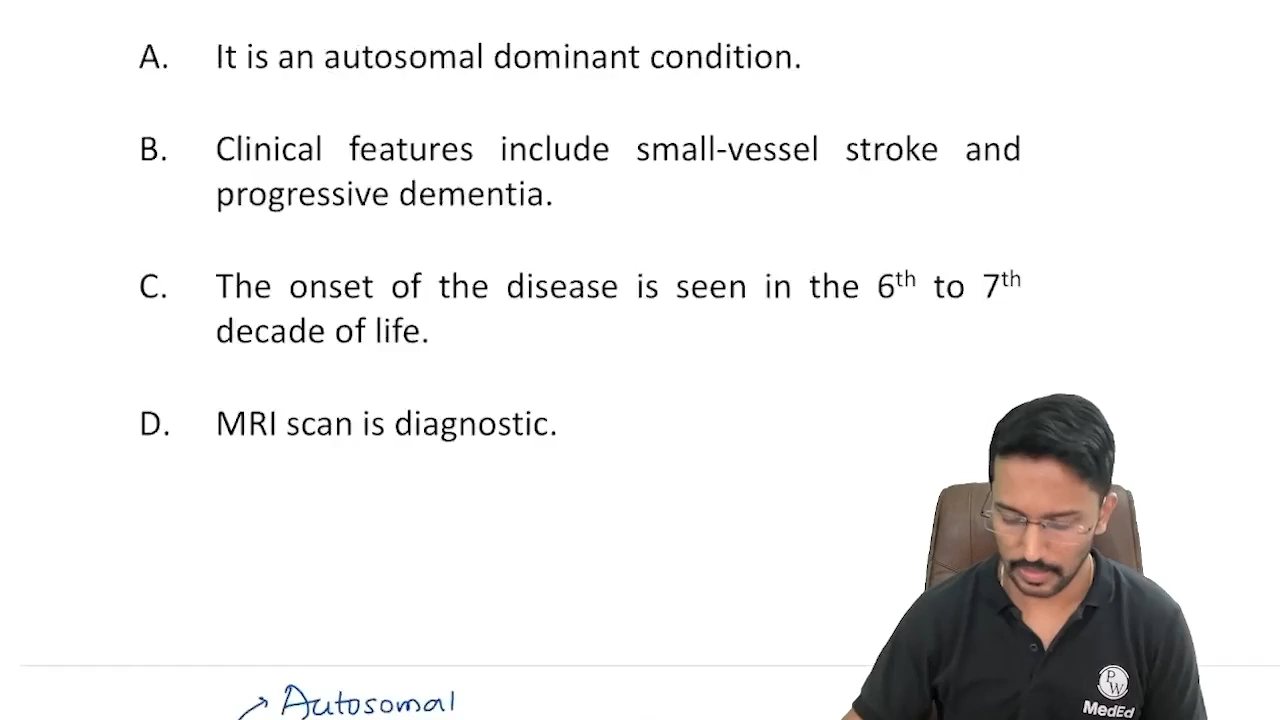 A. It is an autosomal dominant condition.
B. Clinical features include small-vessel stroke and
progressive dementia.
C. The onset of the disease is seen in the 6th to 7th
decade of life.
D. MRI scan is diagnostic.
Autosomal
PW
MedEd